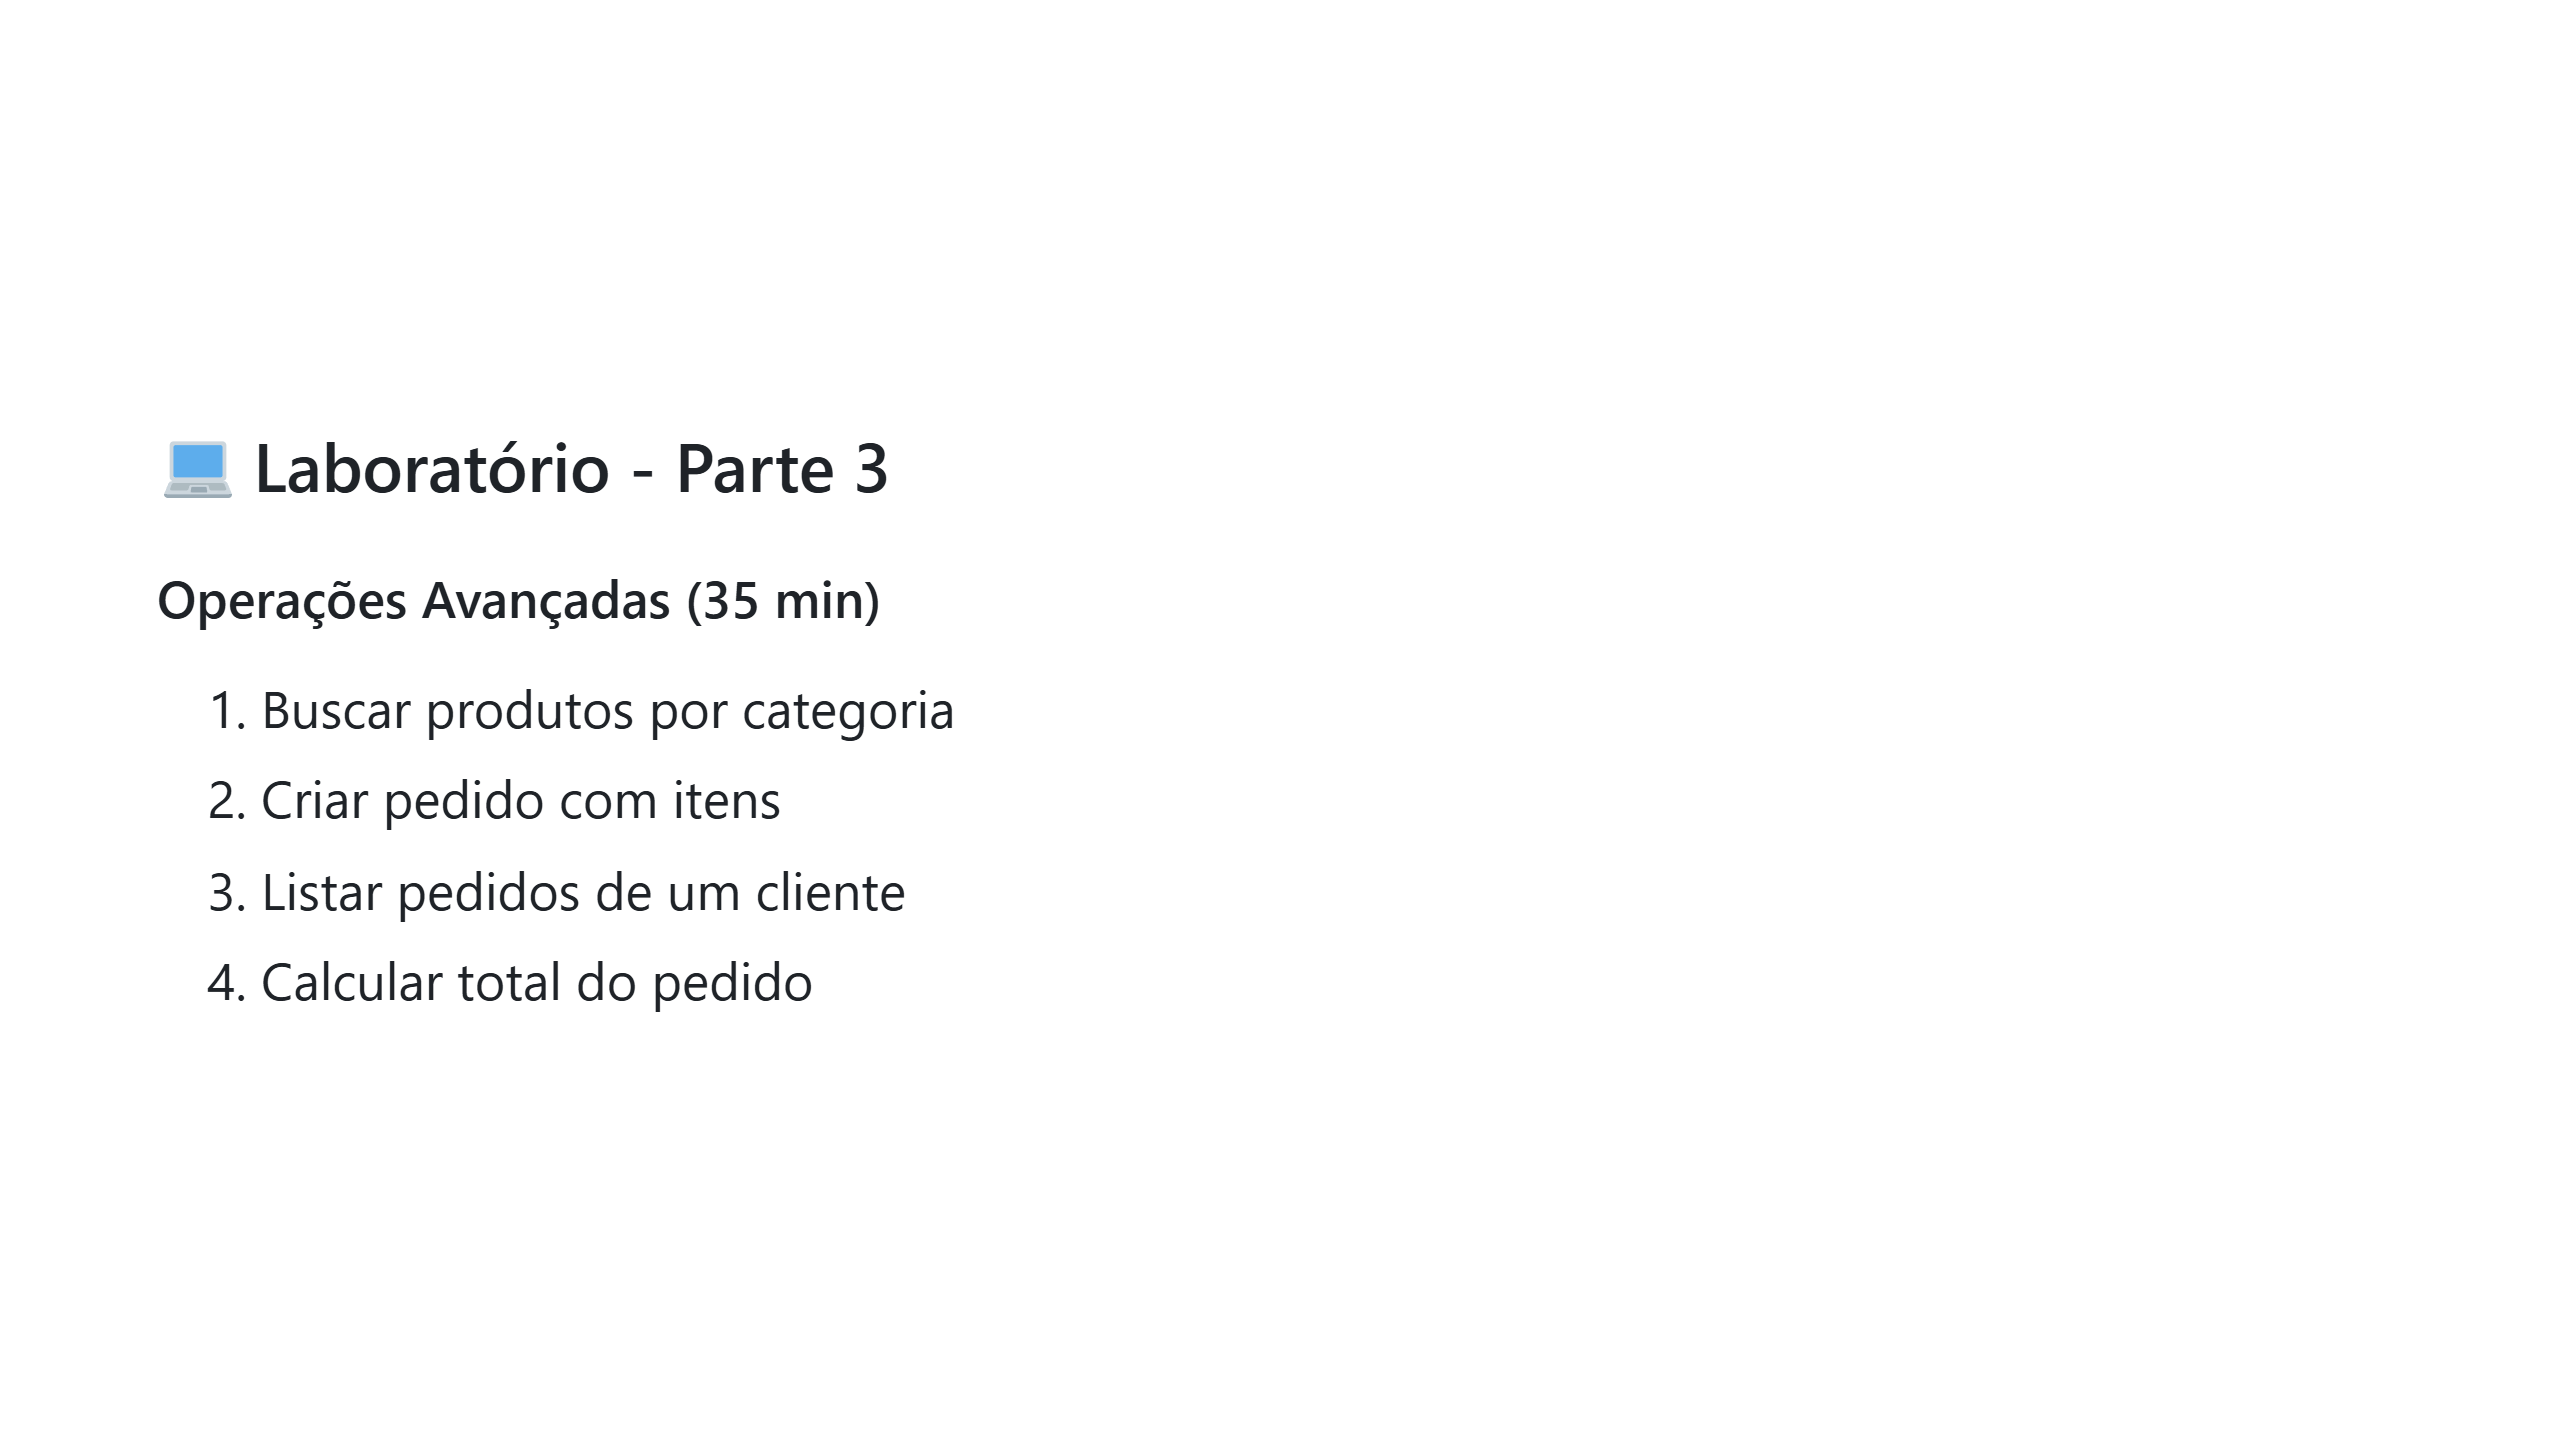 💻 Laboratório - Parte 3
Operações Avançadas (35 min)
1. Buscar produtos por categoria
2. Criar pedido com itens
3. Listar pedidos de um cliente
4. Calcular total do pedido